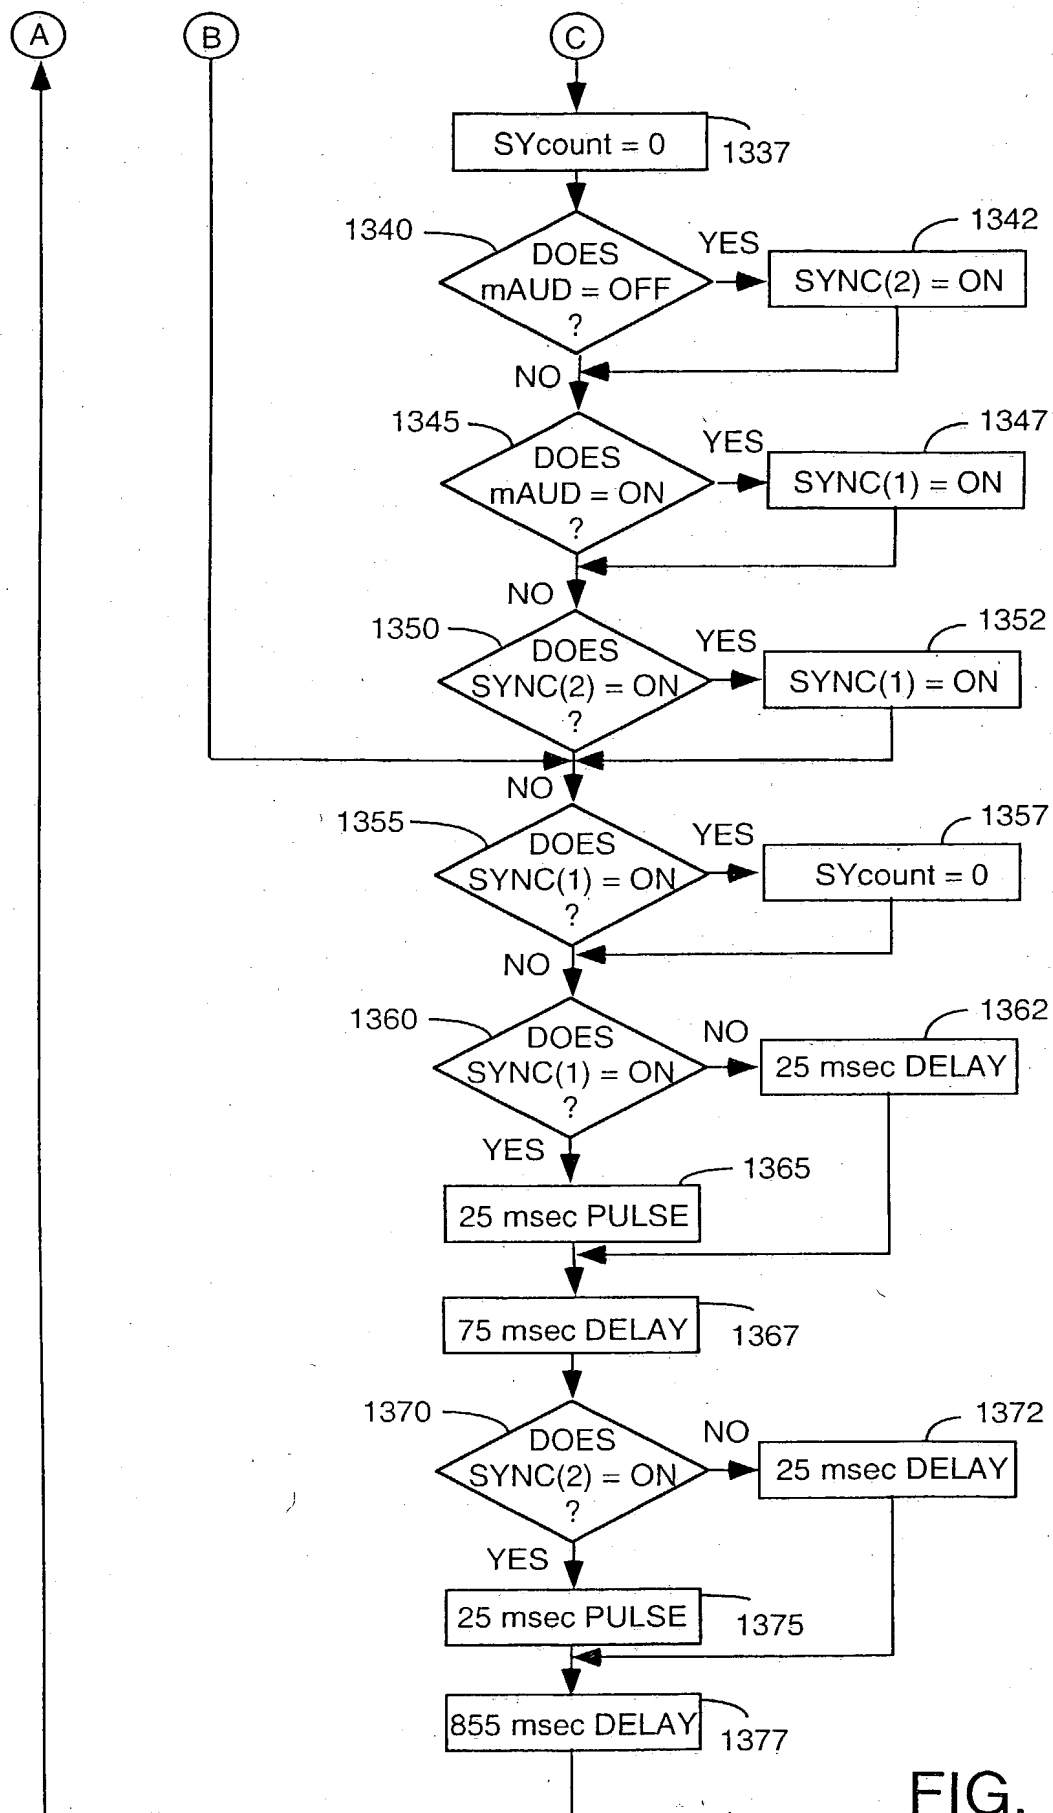 A
B
C
SYcount = 0
1337
1340
DOES
mAUD = OFF
?
YES
1342
SYNC(2) = ON
NO
1345
DOES
mAUD = ON
?
YES
1347
SYNC(1) = ON
NO
1350
DOES
SYNC(2) = ON
?
YES
1352
SYNC(1) = ON
NO
1355
DOES
SYNC(1) = ON
?
YES
1357
SYcount = 0
NO
1360
DOES
SYNC(1) = ON
?
NO
1362
25 msec DELAY
YES
1365
25 msec PULSE
75 msec DELAY
1367
1370
DOES
SYNC(2) = ON
?
NO
1372
25 msec DELAY
YES
25 msec PULSE
1375
855 msec DELAY
1377
FIG.